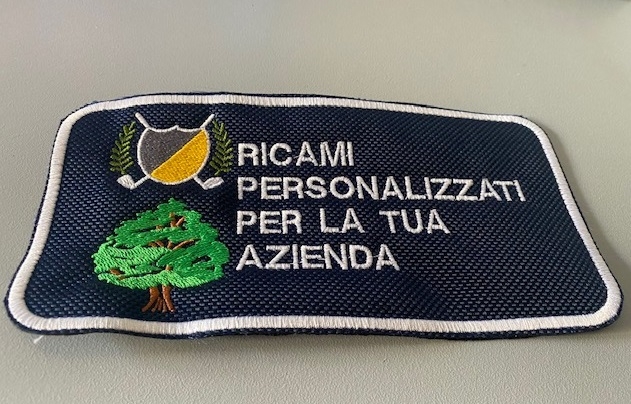 RICAMI
PERSONALIZZATI
PER LA TUA
AZIENDA